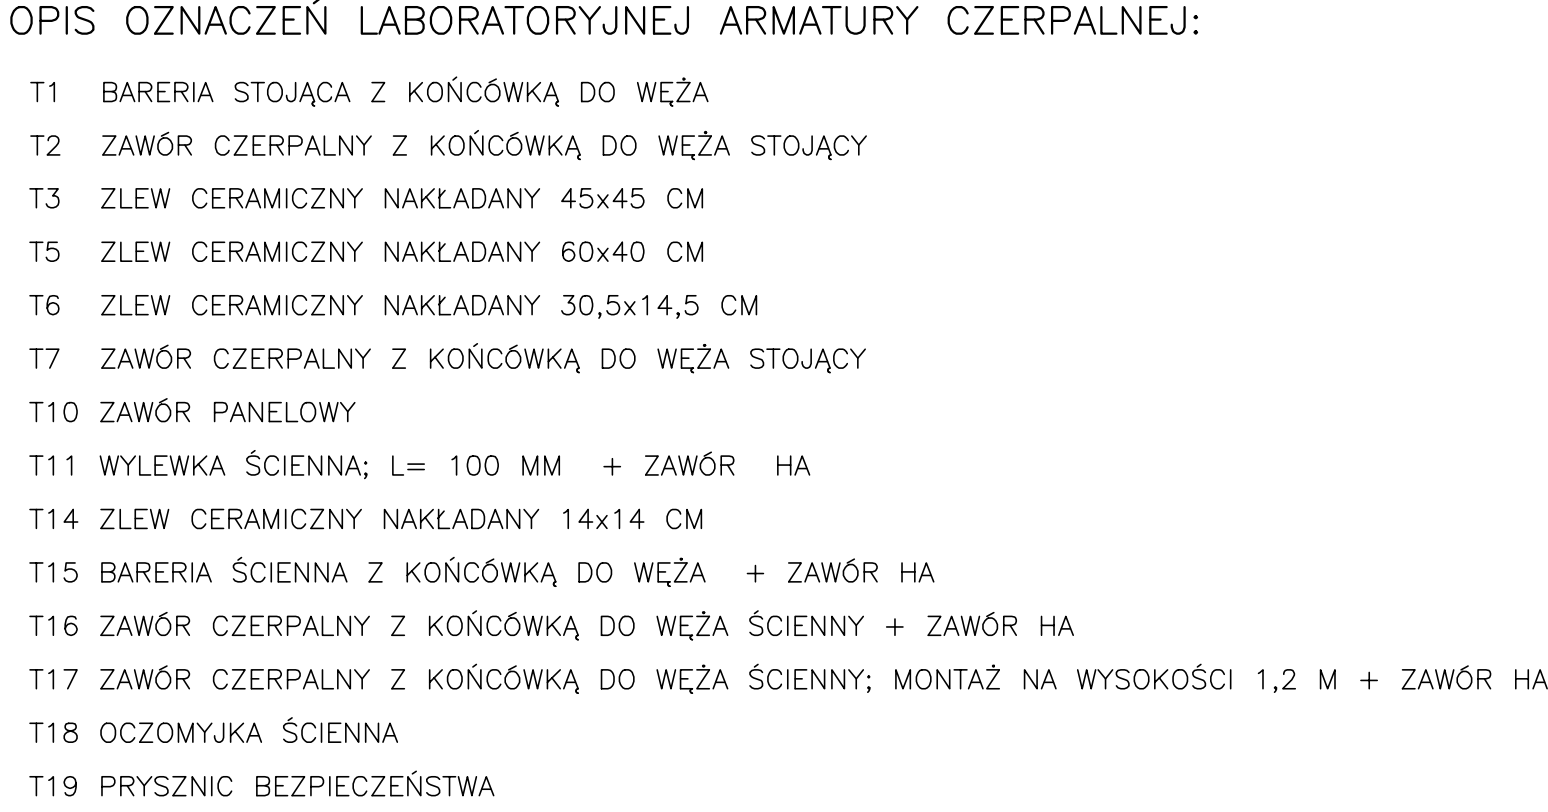 OPIS OZNACZEŃ LABORATORYJNEJ ARMATURY CZERPALNEJ:
T1 BARERIA STOJĄCA Z KOŃCÓWKĄ DO WĘŻA
T2 ZAWÓR CZERPALNY Z KOŃCÓWKĄ DO WĘŻA STOJĄCY
T3 ZLEW CERAMICZNY NAKŁADANY 45x45 CM
T5 ZLEW CERAMICZNY NAKŁADANY 60x40 CM
T6 ZLEW CERAMICZNY NAKŁADANY 30,5x14,5 CM
T7 ZAWÓR CZERPALNY Z KOŃCÓWKĄ DO WĘŻA STOJĄCY
T10 ZAWÓR PANELOWY
T11 WYLEWKA ŚCIENNA; L= 100 MM + ZAWÓR HA
T14 ZLEW CERAMICZNY NAKŁADANY 14x14 CM
T15 BARERIA ŚCIENNA Z KOŃCÓWKĄ DO WĘŻA + ZAWÓR HA
T16 ZAWÓR CZERPALNY Z KOŃCÓWKĄ DO WĘŻA ŚCIENNY + ZAWÓR HA
T17 ZAWÓR CZERPALNY Z KOŃCÓWKĄ DO WĘŻA ŚCIENNY; MONTAŻ NA WYSOKOŚCI 1,2 M + ZAWÓR HA
T18 OCZOMYJKA ŚCIENNA
T19 PRYSZNIC BEZPIECZEŃSTWA